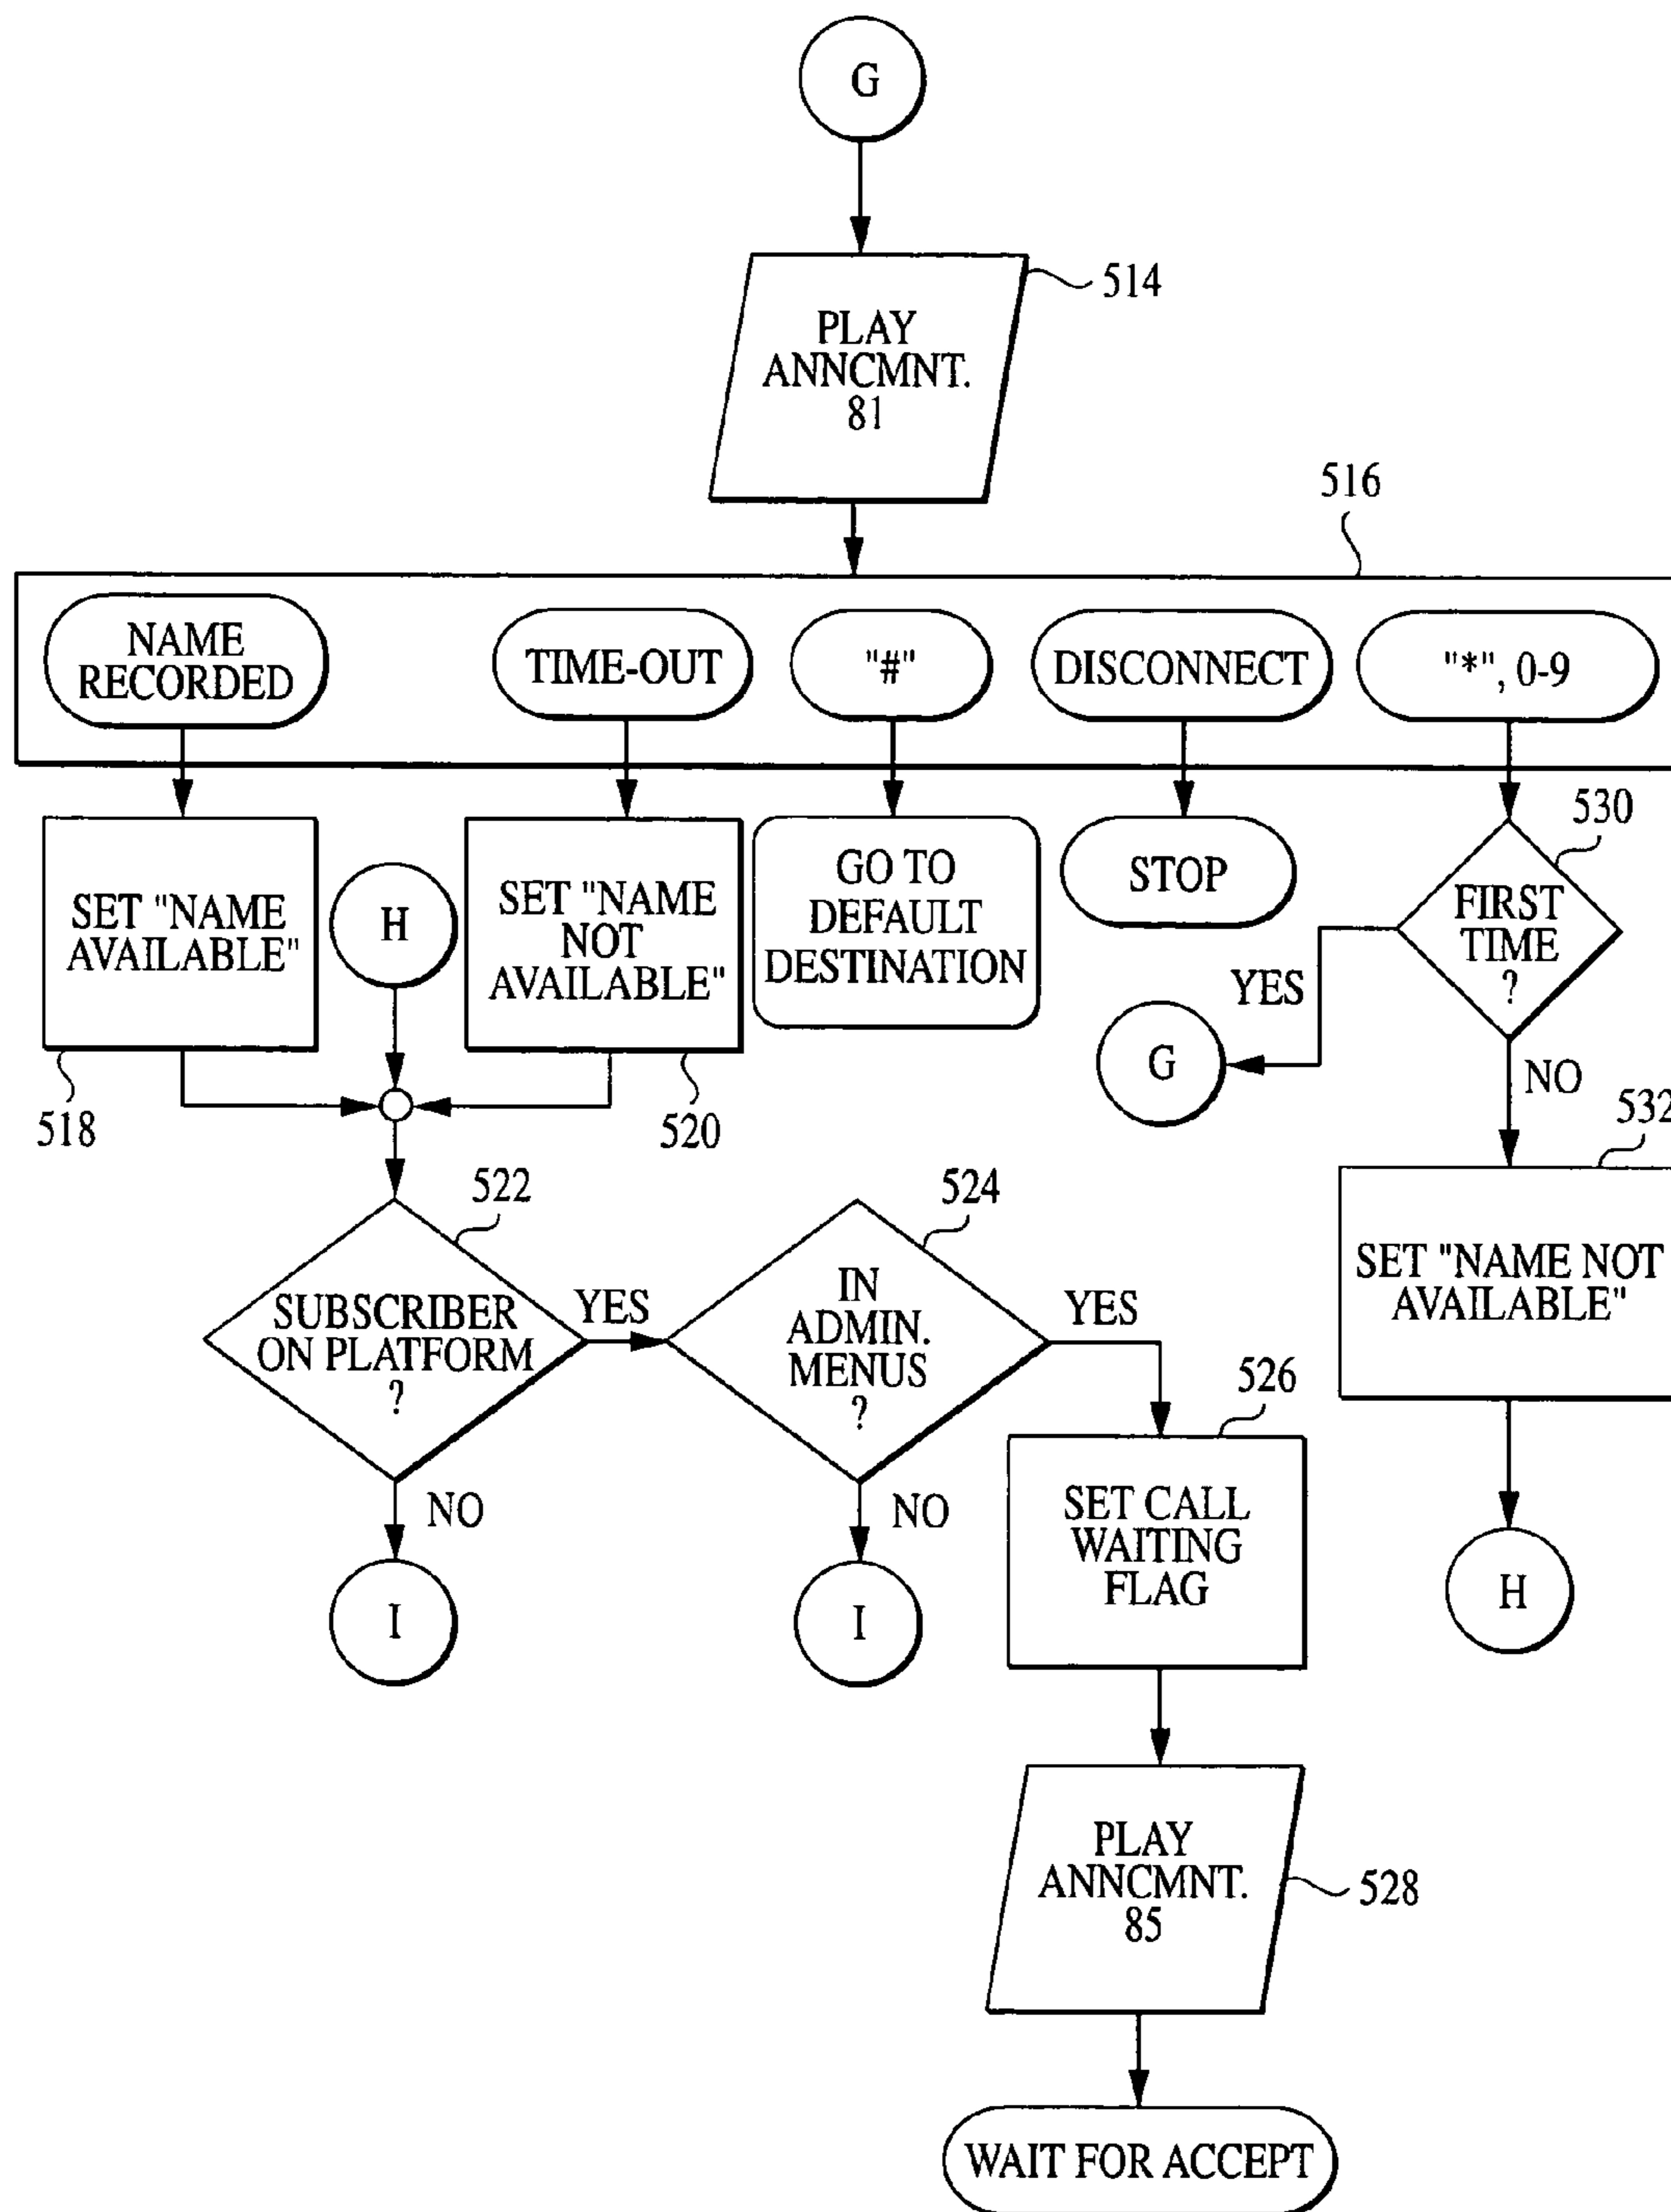 G
PLAY
ANNCMNT.
81
514
516
NAME
RECORDED
TIME-OUT
"#"
DISCONNECT
"*", 0-9
SET "NAME
AVAILABLE"
518
H
SET "NAME
NOT
AVAILABLE"
520
GO TO
DEFAULT
DESTINATION
STOP
530
FIRST
TIME
?
YES
G
NO
532
SET "NAME NOT
AVAILABLE"
H
522
SUBSCRIBER
ON PLATFORM
?
YES
NO
I
524
IN
ADMIN.
MENUS
?
YES
NO
I
526
SET CALL
WAITING
FLAG
PLAY
ANNCMNT.
85
528
WAIT FOR ACCEPT